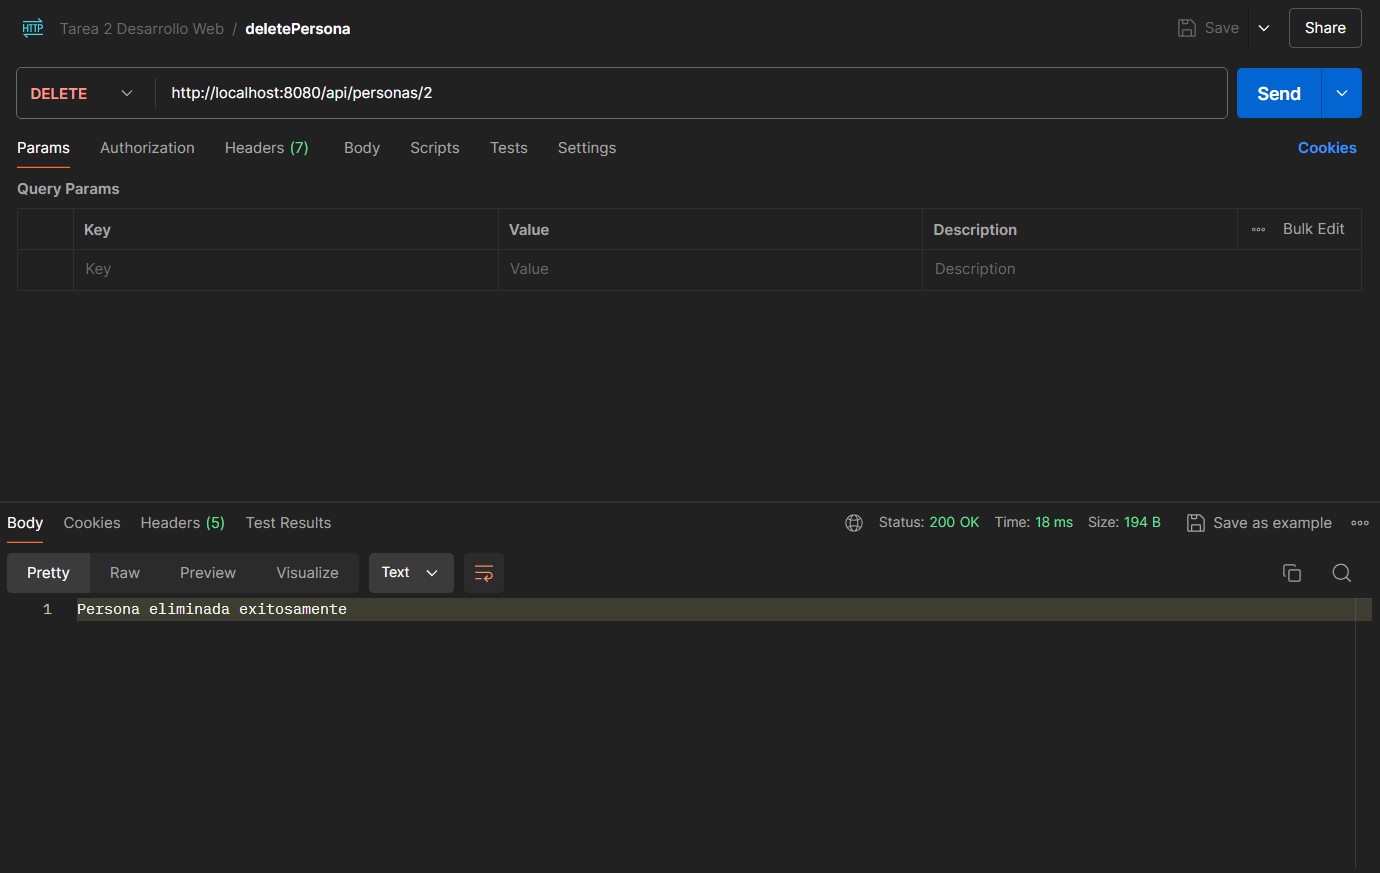 HTTP Tarea 2 Desarrollo Web / deletePersona Save Share
DELETE http://localhost:8080/api/personas/2 Send
Params Authorization Headers (7) Body Scripts Tests Settings Cookies
Query Params
Key Value Description Bulk Edit
Key Value Description
Body Cookies Headers (5) Test Results Status: 200 OK Time: 18 ms Size: 194 B Save as example
Pretty Raw Preview Visualize Text
1 Persona eliminada exitosamente